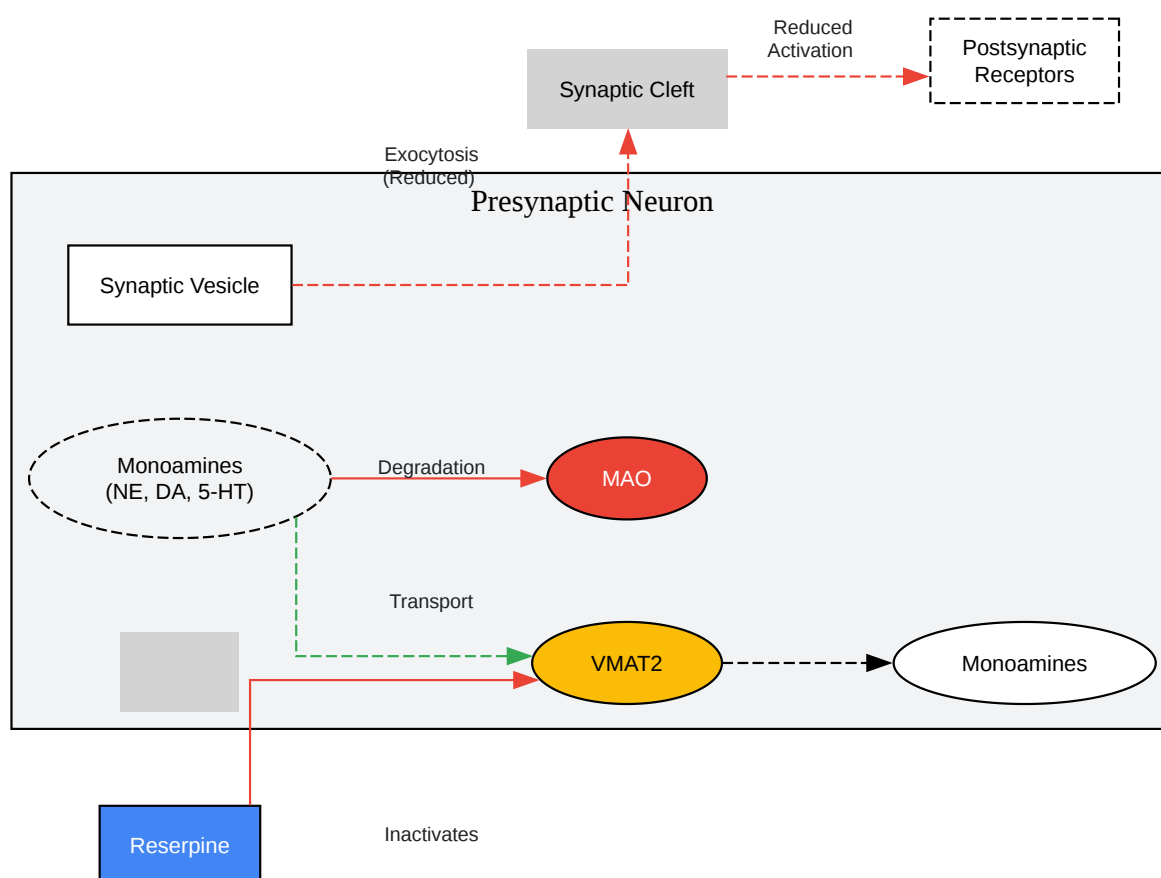 Reduced
Activation
Postsynaptic
Receptors
Synaptic Cleft
Exocytosis
(Reduced)
Presynaptic Neuron
Synaptic Vesicle
Monoamines
(NE, DA, 5-HT)
Degradation
MAO
Transport
VMAT2
Monoamines
Reserpine
Inactivates